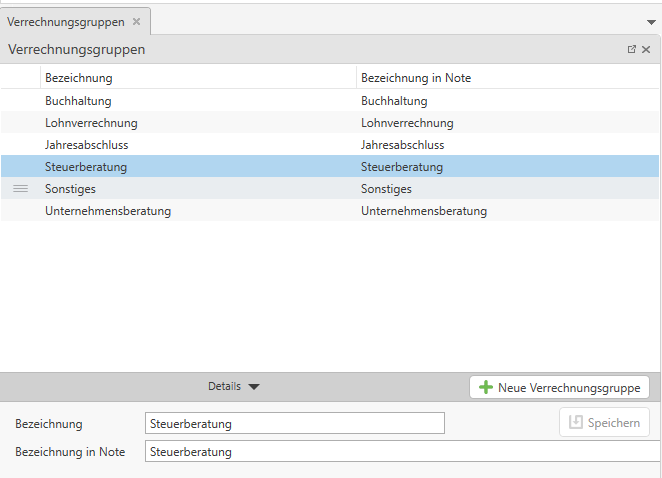 Verrechnungsgruppen
Verrechnungsgruppen
Bezeichnung Bezeichnung in Note
Buchhaltung Buchhaltung
Lohnverrechnung Lohnverrechnung
Jahresabschluss Jahresabschluss
Steuerberatung Steuerberatung
Sonstiges Sonstiges
Unternehmensberatung Unternehmensberatung
Details Neue Verrechnungsgruppe
Bezeichnung Steuerberatung Speichern
Bezeichnung in Note Steuerberatung